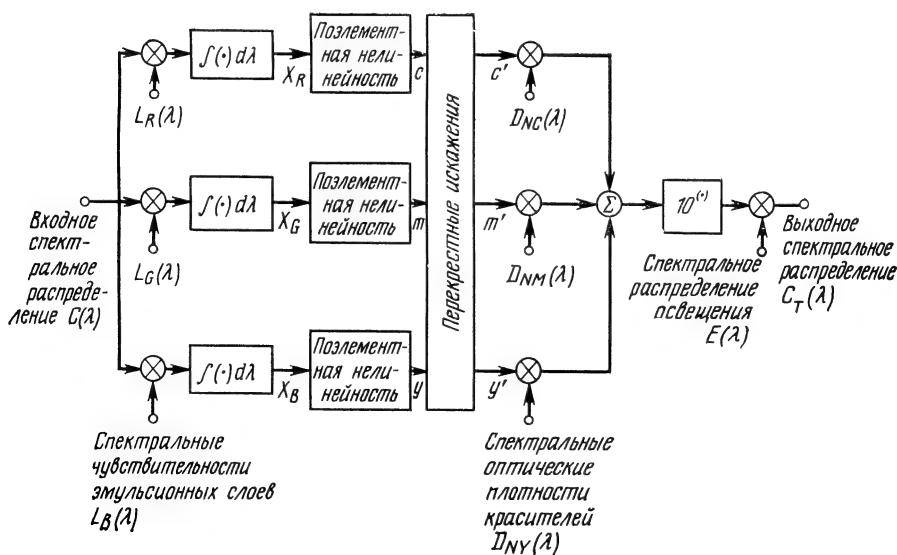 ∫(·)dλ
X_R
Поэлемент-
ная нели-
нейность
c
c'
L_R(λ)
D_NC(λ)
Перекрестные искажения
Входное
спект-
ральное
распреде-
ление C(λ)
∫(·)dλ
X_G
Поэлемент-
ная нели-
нейность
m
m'
L_G(λ)
D_NM(λ)
Σ
10^(·)
Спектральное
распределение
освещения
E(λ)
Выходное
спектральное
распределение
C_T(λ)
∫(·)dλ
X_B
Поэлемент-
ная нели-
нейность
y
y'
Спектральные
чувствительности
эмульсионных слоев
L_B(λ)
Спектральные
оптические
плотности
красителей
D_NY(λ)